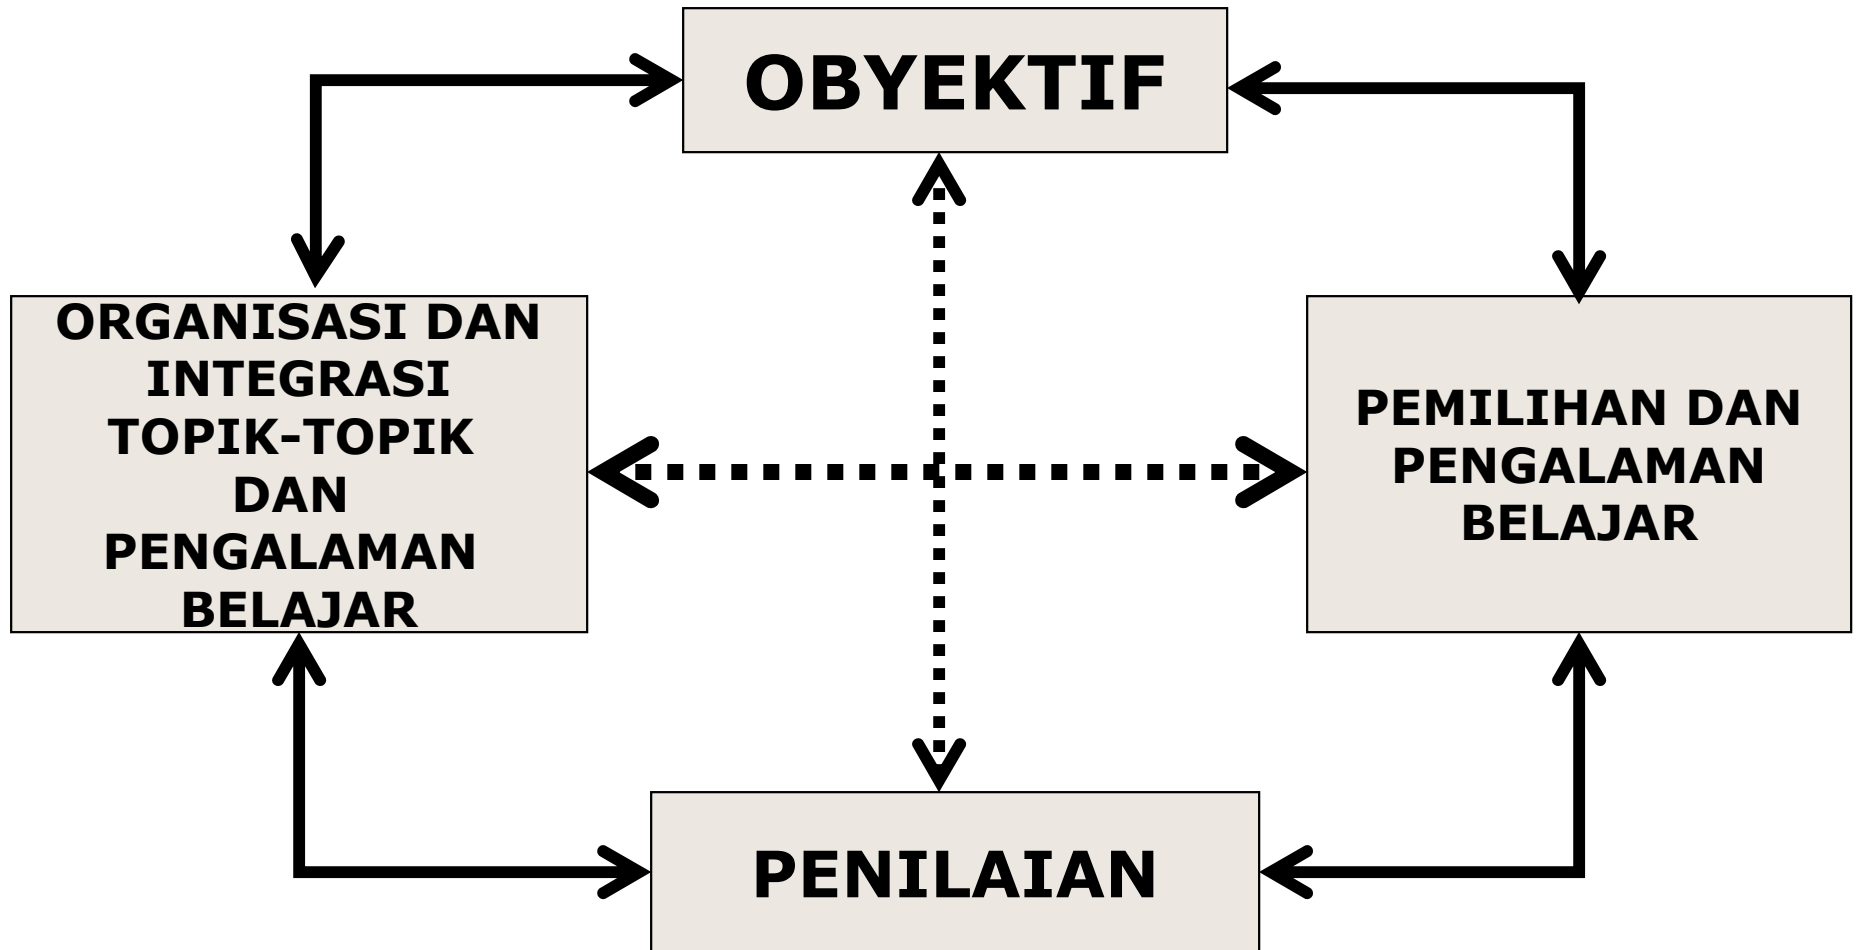 OBYEKTIF
ORGANISASI DAN
INTEGRASI
TOPIK-TOPIK
DAN
PENGALAMAN
BELAJAR
PEMILIHAN DAN
PENGALAMAN
BELAJAR
PENILAIAN